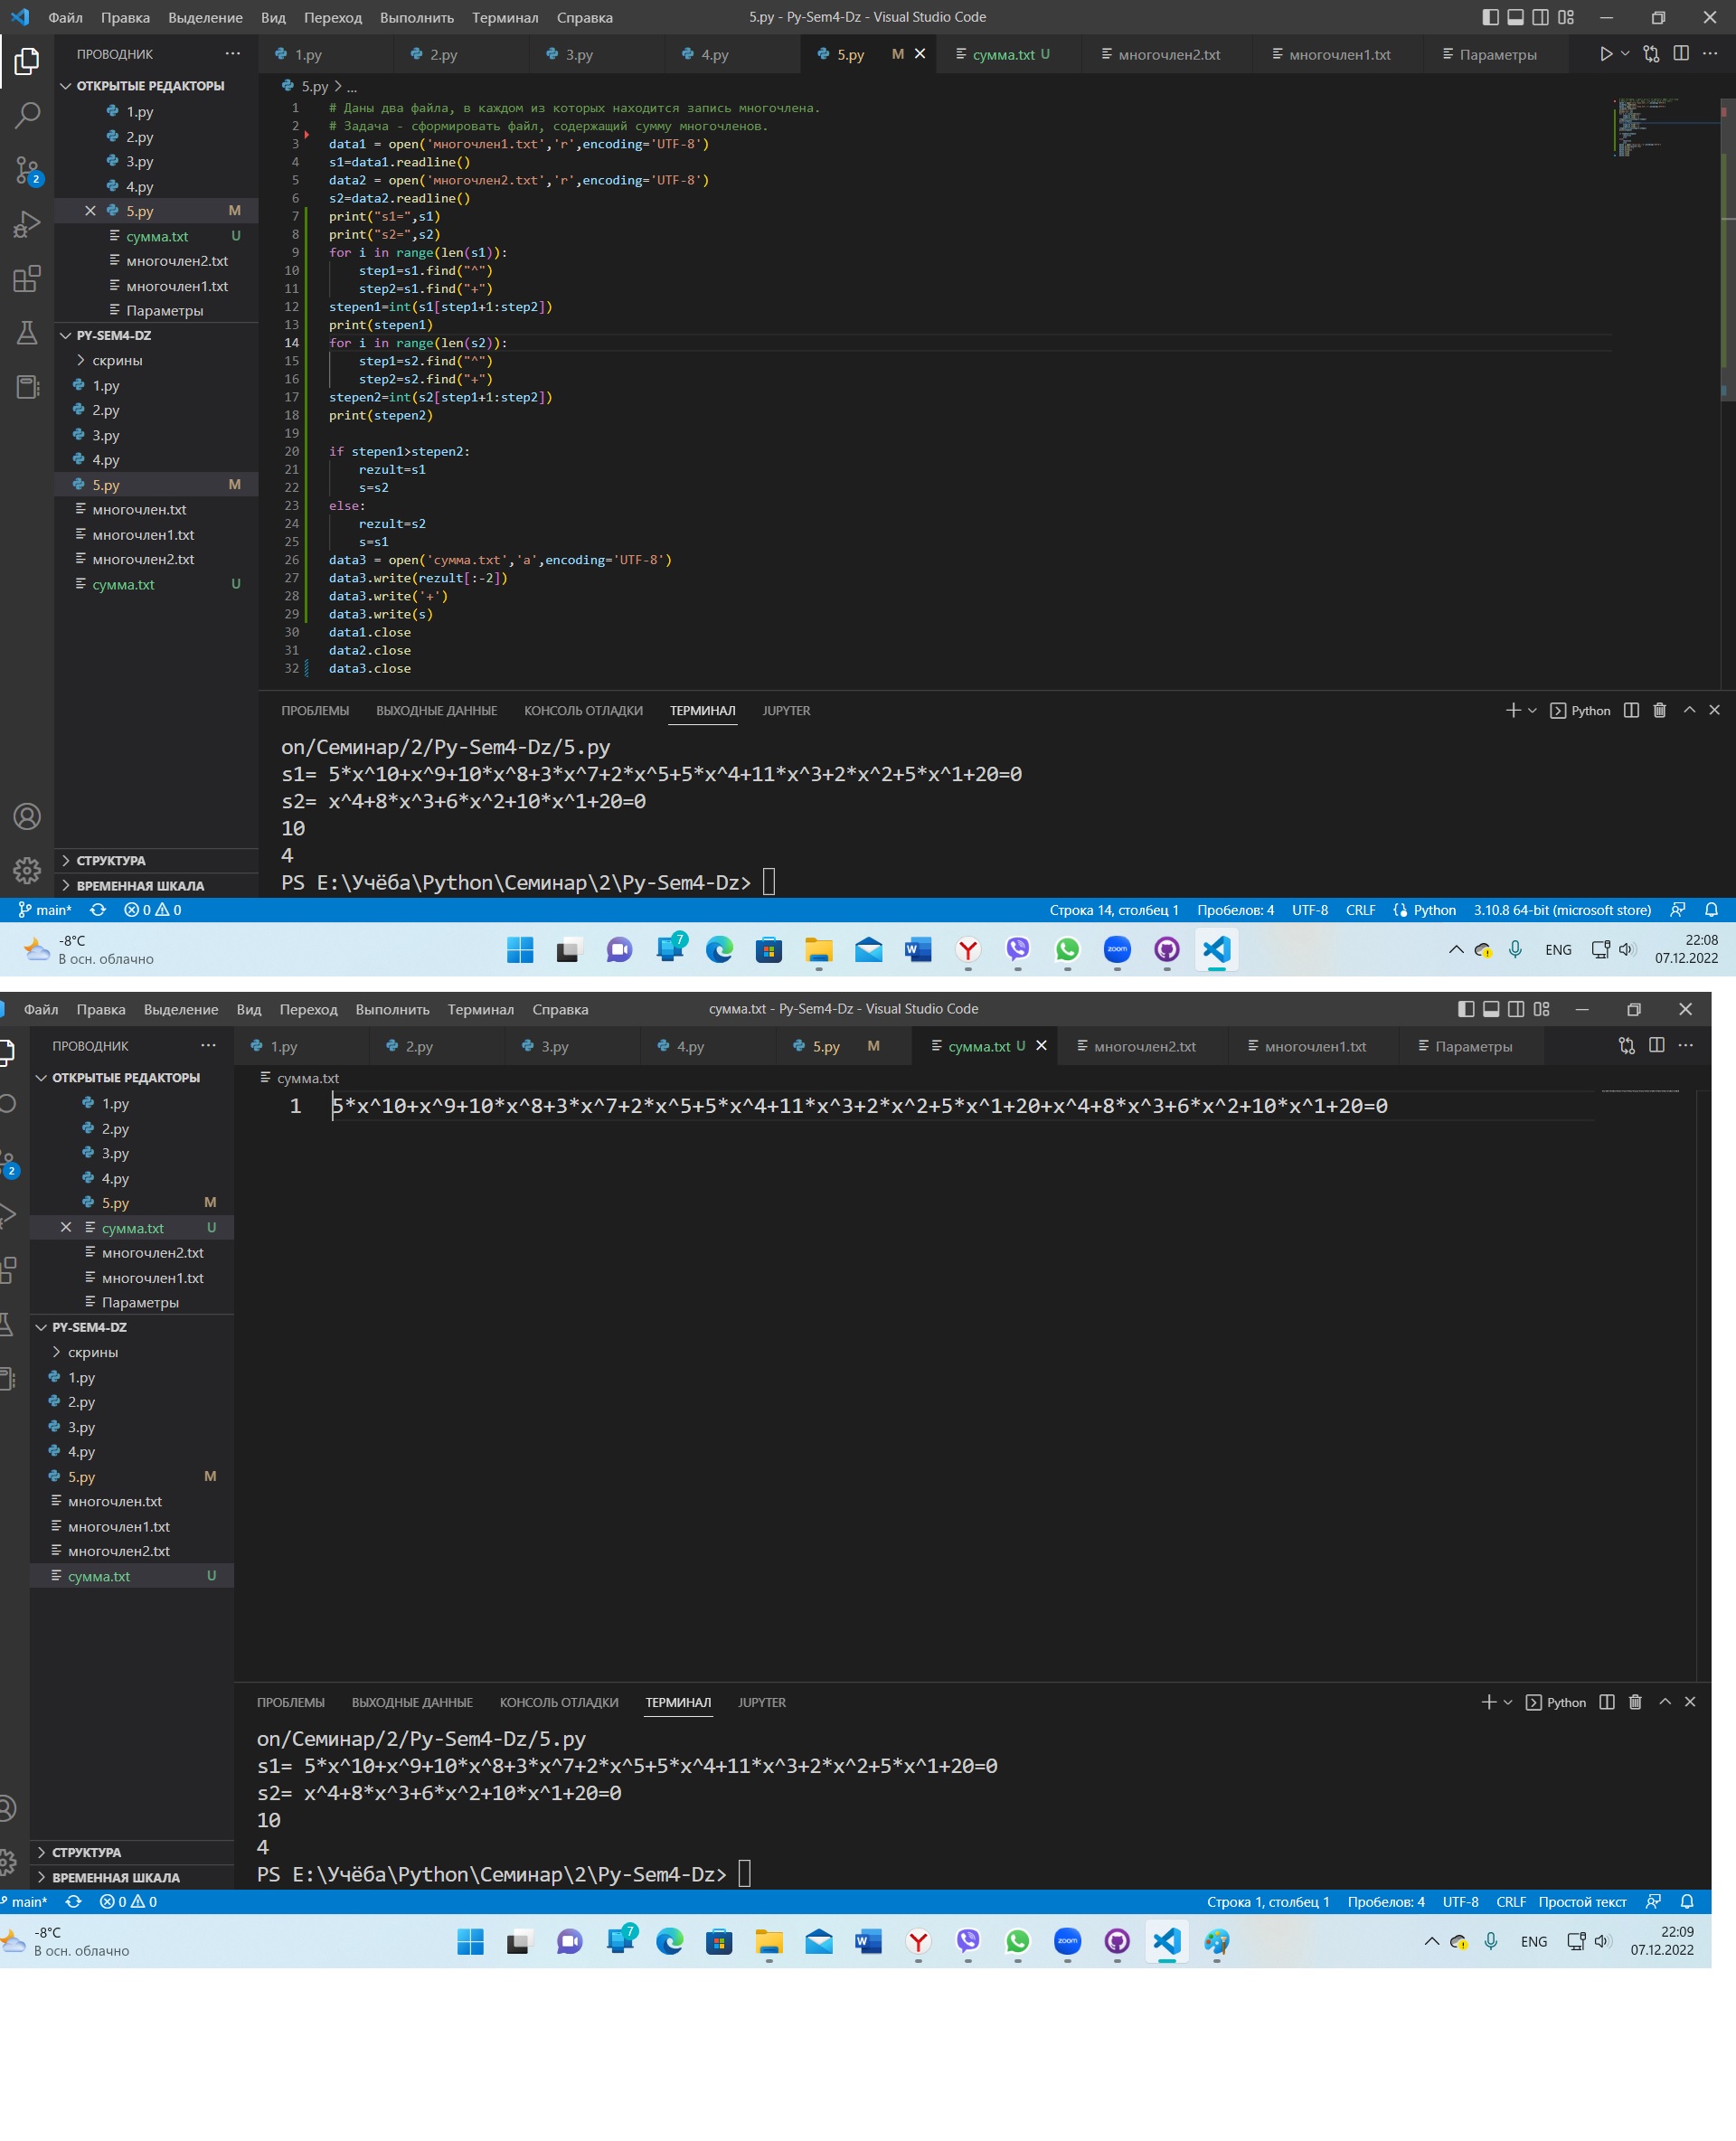 Файл Правка Выделение Вид Переход Выполнить Терминал Справка 5.py - Py-Sem4-Dz - Visual Studio Code
ПРОВОДНИК ··· 1.py 2.py 3.py 4.py 5.py M сумма.txt U многочлен2.txt многочлен1.txt Параметры
ОТКРЫТЫЕ РЕДАКТОРЫ
1.py
2.py
3.py
4.py
5.py M
сумма.txt U
многочлен2.txt
многочлен1.txt
Параметры
PY-SEM4-DZ
скрины
1.py
2.py
3.py
4.py
5.py M
многочлен.txt
многочлен1.txt
многочлен2.txt
сумма.txt U
СТРУКТУРА
ВРЕМЕННАЯ ШКАЛА
2
5.py > ...
1 # Даны два файла, в каждом из которых находится запись многочлена.
2 # Задача - сформировать файл, содержащий сумму многочленов.
3 data1 = open('многочлен1.txt','r',encoding='UTF-8')
4 s1=data1.readline()
5 data2 = open('многочлен2.txt','r',encoding='UTF-8')
6 s2=data2.readline()
7 print("s1=",s1)
8 print("s2=",s2)
9 for i in range(len(s1)):
10 step1=s1.find("^")
11 step2=s1.find("+")
12 stepen1=int(s1[step1+1:step2])
13 print(stepen1)
14 for i in range(len(s2)):
15 step1=s2.find("^")
16 step2=s2.find("+")
17 stepen2=int(s2[step1+1:step2])
18 print(stepen2)
19
20 if stepen1>stepen2:
21 rezult=s1
22 s=s2
23 else:
24 rezult=s2
25 s=s1
26 data3 = open('сумма.txt','a',encoding='UTF-8')
27 data3.write(rezult[:-2])
28 data3.write('+')
29 data3.write(s)
30 data1.close
31 data2.close
32 data3.close
ПРОБЛЕМЫ ВЫХОДНЫЕ ДАННЫЕ КОНСОЛЬ ОТЛАДКИ ТЕРМИНАЛ JUPYTER Python
on/Семинар/2/Py-Sem4-Dz/5.py
s1= 5*x^10+x^9+10*x^8+3*x^7+2*x^5+5*x^4+11*x^3+2*x^2+5*x^1+20=0
s2= x^4+8*x^3+6*x^2+10*x^1+20=0
10
4
PS E:\Учёба\Python\Семинар\2\Py-Sem4-Dz>
main* 0 0 Строка 14, столбец 1 Пробелов: 4 UTF-8 CRLF Python 3.10.8 64-bit (microsoft store)
-8°C
В осн. облачно
7 W Y zoom ENG
22:08
07.12.2022
Файл Правка Выделение Вид Переход Выполнить Терминал Справка сумма.txt - Py-Sem4-Dz - Visual Studio Code
ПРОВОДНИК ··· 1.py 2.py 3.py 4.py 5.py M сумма.txt U многочлен2.txt многочлен1.txt Параметры
ОТКРЫТЫЕ РЕДАКТОРЫ
1.py
2.py
3.py
4.py
5.py M
сумма.txt U
многочлен2.txt
многочлен1.txt
Параметры
PY-SEM4-DZ
скрины
1.py
2.py
3.py
4.py
5.py M
многочлен.txt
многочлен1.txt
многочлен2.txt
сумма.txt U
СТРУКТУРА
ВРЕМЕННАЯ ШКАЛА
2
сумма.txt
1 5*x^10+x^9+10*x^8+3*x^7+2*x^5+5*x^4+11*x^3+2*x^2+5*x^1+20+x^4+8*x^3+6*x^2+10*x^1+20=0
ПРОБЛЕМЫ ВЫХОДНЫЕ ДАННЫЕ КОНСОЛЬ ОТЛАДКИ ТЕРМИНАЛ JUPYTER Python
on/Семинар/2/Py-Sem4-Dz/5.py
s1= 5*x^10+x^9+10*x^8+3*x^7+2*x^5+5*x^4+11*x^3+2*x^2+5*x^1+20=0
s2= x^4+8*x^3+6*x^2+10*x^1+20=0
10
4
PS E:\Учёба\Python\Семинар\2\Py-Sem4-Dz>
main* 0 0 Строка 1, столбец 1 Пробелов: 4 UTF-8 CRLF Простой текст
-8°C
В осн. облачно
7 W Y zoom ENG
22:09
07.12.2022